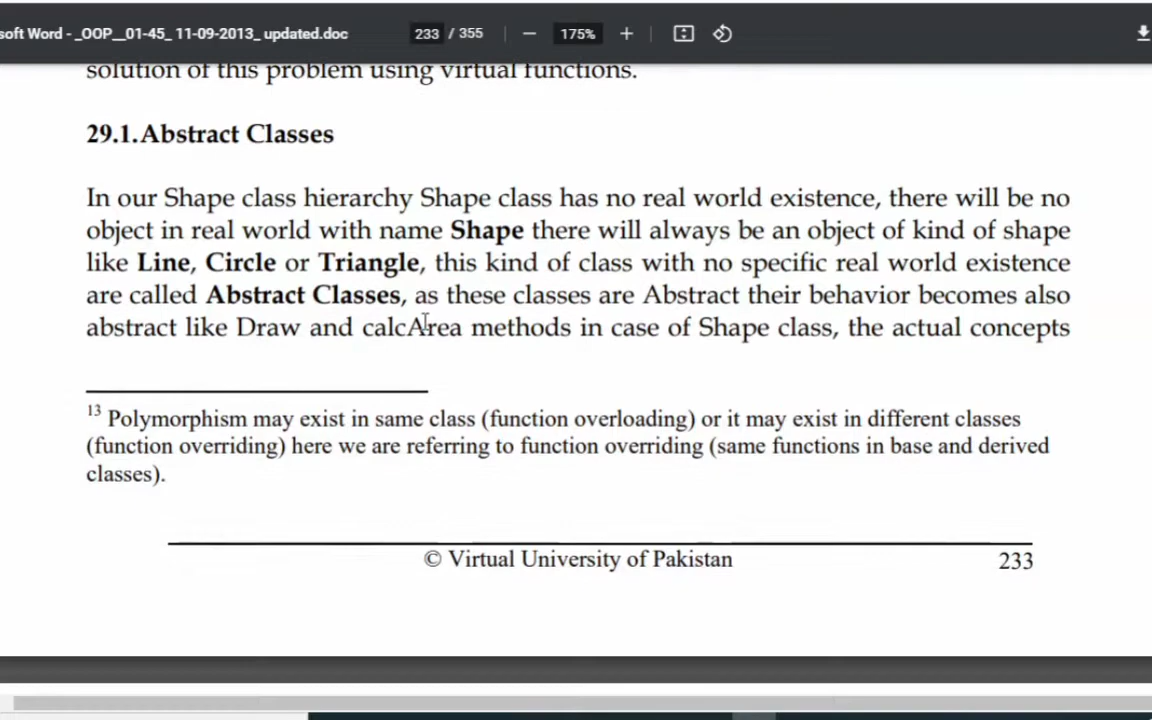 soft Word - _OOP__01-45_ 11-09-2013_ updated.doc 233 / 355 175%
solution of this problem using virtual functions.
29.1.Abstract Classes
In our Shape class hierarchy Shape class has no real world existence, there will be no
object in real world with name Shape there will always be an object of kind of shape
like Line, Circle or Triangle, this kind of class with no specific real world existence
are called Abstract Classes, as these classes are Abstract their behavior becomes also
abstract like Draw and calcArea methods in case of Shape class, the actual concepts
13 Polymorphism may exist in same class (function overloading) or it may exist in different classes
(function overriding) here we are referring to function overriding (same functions in base and derived
classes).
© Virtual University of Pakistan 233